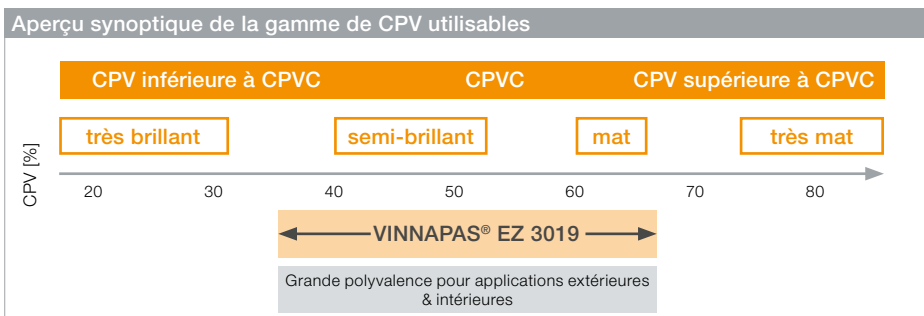 Aperçu synoptique de la gamme de CPV utilisables
CPV inférieure à CPVC CPVC CPV supérieure à CPVC
très brillant semi-brillant mat très mat
CPV [%]
20 30 40 50 60 70 80
VINNAPAS® EZ 3019
Grande polyvalence pour applications extérieures
& intérieures